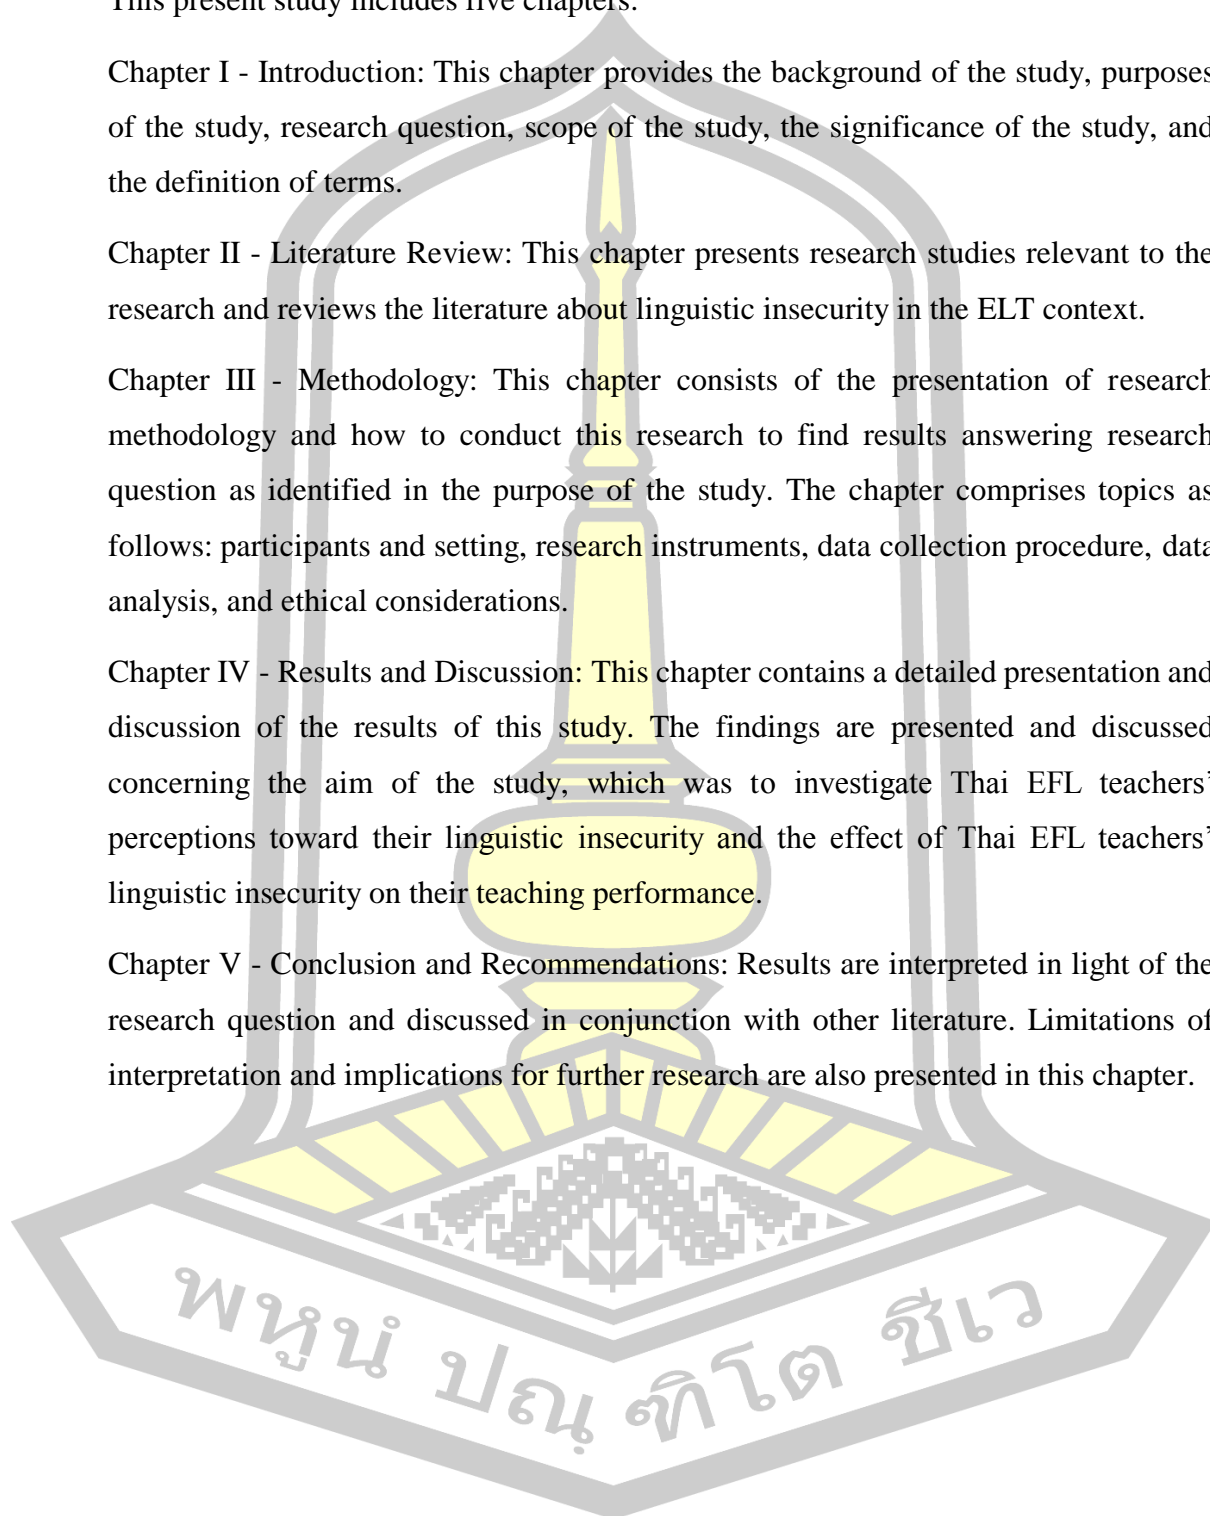 This present study includes five chapters:
Chapter I - Introduction: This chapter provides the background of the study, purposes
of the study, research question, scope of the study, the significance of the study, and
the definition of terms.
Chapter II - Literature Review: This chapter presents research studies relevant to the
research and reviews the literature about linguistic insecurity in the ELT context.
Chapter III - Methodology: This chapter consists of the presentation of research
methodology and how to conduct this research to find results answering research
question as identified in the purpose of the study. The chapter comprises topics as
follows: participants and setting, research instruments, data collection procedure, data
analysis, and ethical considerations.
Chapter IV - Results and Discussion: This chapter contains a detailed presentation and
discussion of the results of this study. The findings are presented and discussed
concerning the aim of the study, which was to investigate Thai EFL teachers’
perceptions toward their linguistic insecurity and the effect of Thai EFL teachers’
linguistic insecurity on their teaching performance.
Chapter V - Conclusion and Recommendations: Results are interpreted in light of the
research question and discussed in conjunction with other literature. Limitations of
interpretation and implications for further research are also presented in this chapter.
พหูนํ ปณฺ ฑิโต ชีเว